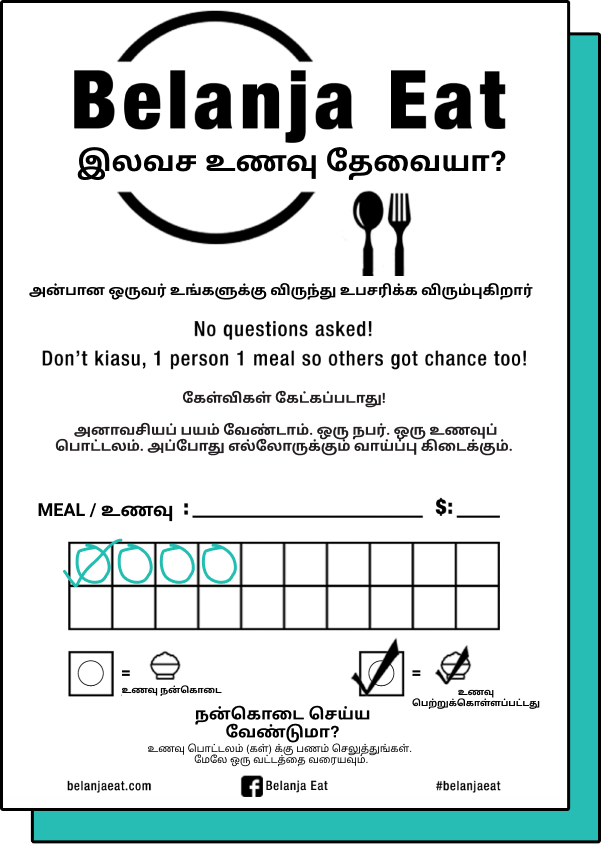 Belanja Eat
இலவச உணவு தேவையா?
அன்பான ஒருவர் உங்களுக்கு விருந்து உபசரிக்க விரும்புகிறார்
No questions asked!
Don't kiasu, 1 person 1 meal so others got chance too!
கேள்விகள் கேட்கப்படாது!
அனாவசியப் பயம் வேண்டாம். ஒரு நபர். ஒரு உணவுப்
பொட்டலம். அப்போது எல்லோருக்கும் வாய்ப்பு கிடைக்கும்.
MEAL / உணவு : $:
= உணவு நன்கொடை
= உணவு
பெற்றுக்கொள்ளப்பட்டது
நன்கொடை செய்ய
வேண்டுமா?
உணவு பொட்டலம் (கள்) க்கு பணம் செலுத்துங்கள்.
மேலே ஒரு வட்டத்தை வரையவும்.
belanjaeat.com Belanja Eat #belanjaeat